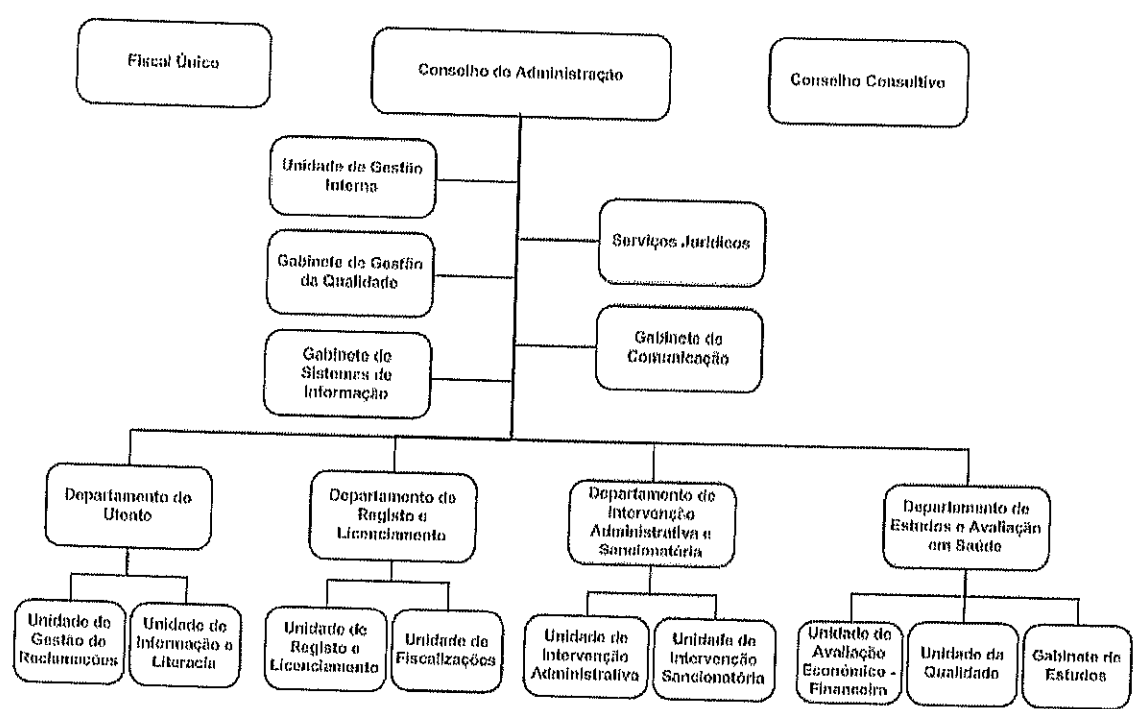 Fiscal Único
Conselho de Administração
Conselho Consultivo
Unidade de Gestão
Interna
Serviços Jurídicos
Gabinete de Gestão
da Qualidade
Gabinete de
Comunicação
Gabinete de
Sistemas de
Informação
Departamento do
Utente
Departamento de
Registo e
Licenciamento
Departamento de
Intervenção
Administrativa e
Sancionatória
Departamento de
Estudos e Avaliação
em Saúde
Unidade de
Gestão de
Reclamações
Unidade de
Informação e
Literacia
Unidade de
Registo e
Licenciamento
Unidade de
Fiscalizações
Unidade de
Intervenção
Administrativa
Unidade de
Intervenção
Sancionatória
Unidade de
Avaliação
Económico -
Financeira
Unidade da
Qualidade
Gabinete de
Estudos